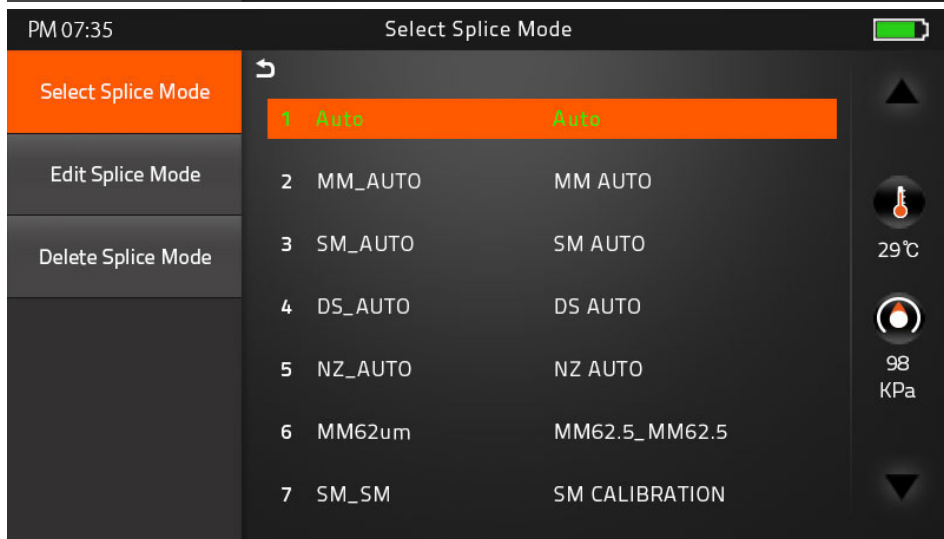 PM 07:35 Select Splice Mode
Select Splice Mode
Edit Splice Mode
Delete Splice Mode
1 Auto Auto
2 MM_AUTO MM AUTO
3 SM_AUTO SM AUTO
4 DS_AUTO DS AUTO
5 NZ_AUTO NZ AUTO
6 MM62um MM62.5_MM62.5
7 SM_SM SM CALIBRATION
29℃
98
KPa